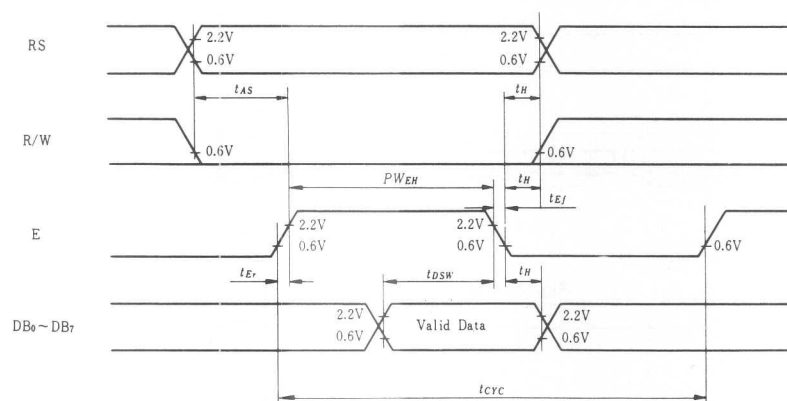 RS
2.2V
0.6V
2.2V
0.6V
tAS
tH
R/W
0.6V
0.6V
PWEH
tH
tEf
E
2.2V
0.6V
2.2V
0.6V
0.6V
tEr
tDSW
tH
DB₀~DB₇
2.2V
0.6V
Valid Data
2.2V
0.6V
tCYC